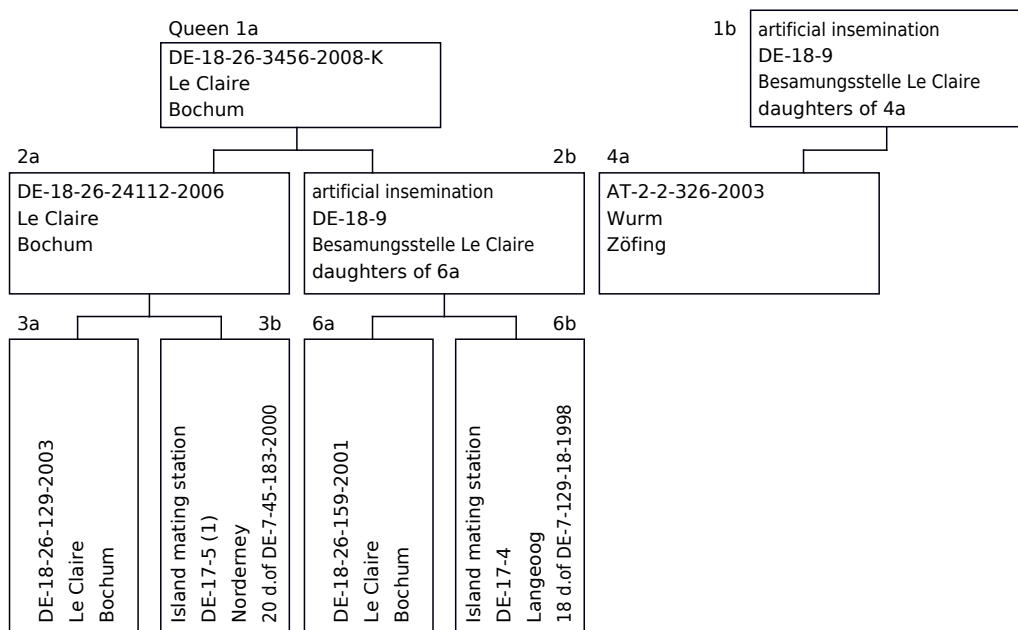 Queen 1a
DE-18-26-3456-2008-K
Le Claire
Bochum
1b
artificial insemination
DE-18-9
Besamungsstelle Le Claire
daughters of 4a
2a
DE-18-26-24112-2006
Le Claire
Bochum
2b
artificial insemination
DE-18-9
Besamungsstelle Le Claire
daughters of 6a
4a
AT-2-2-326-2003
Wurm
Zöfing
3a
DE-18-26-129-2003
Le Claire
Bochum
3b
Island mating station
DE-17-5 (1)
Norderney
20 d.of DE-7-45-183-2000
6a
DE-18-26-159-2001
Le Claire
Bochum
6b
Island mating station
DE-17-4
Langeoog
18 d.of DE-7-129-18-1998